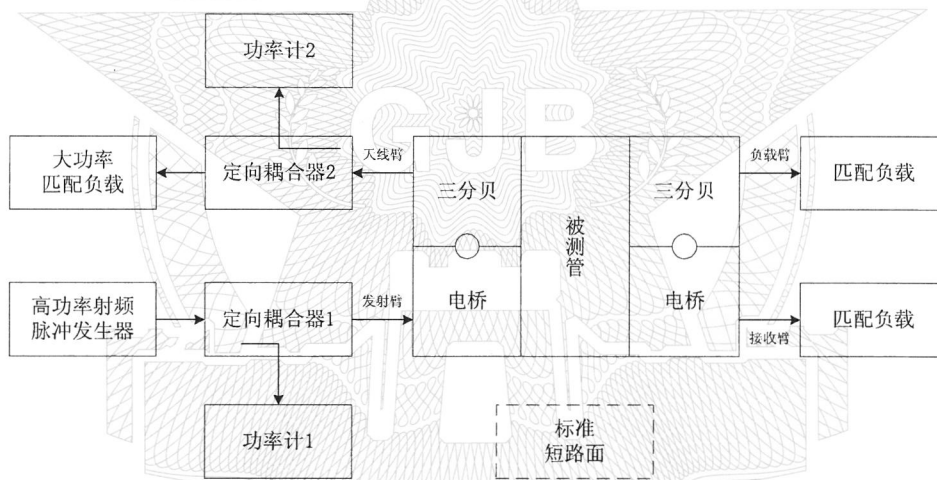 功率计2
大功率
匹配负载
定向耦合器2
天线臂
三分贝
被测管
三分贝
负载臂
匹配负载
高功率射频
脉冲发生器
定向耦合器1
发射臂
电桥
电桥
接收臂
匹配负载
功率计1
标准
短路面
GJB